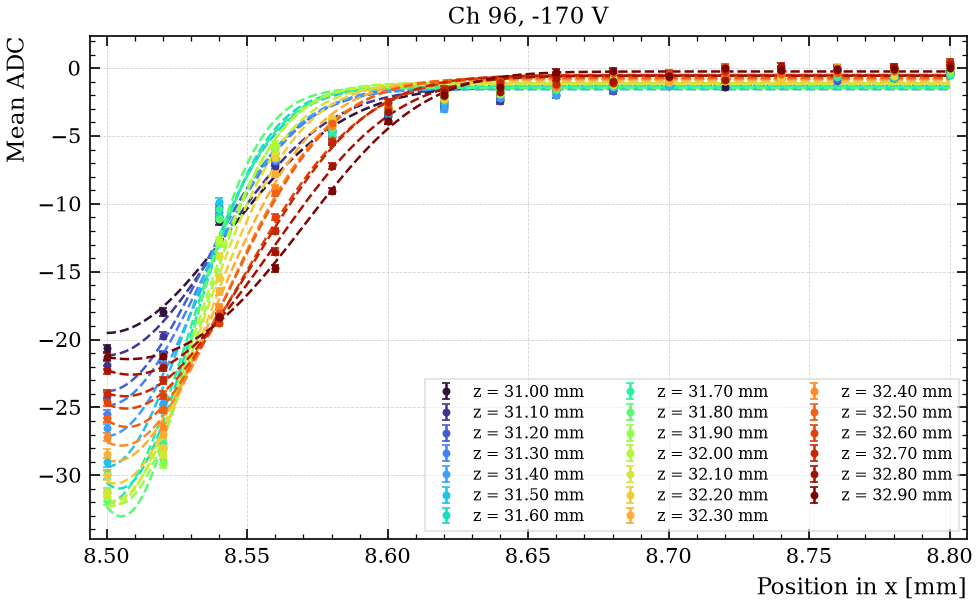 Ch 96, -170 V
Mean ADC
0
−5
−10
−15
−20
−25
−30
z = 31.00 mm
z = 31.10 mm
z = 31.20 mm
z = 31.30 mm
z = 31.40 mm
z = 31.50 mm
z = 31.60 mm
z = 31.70 mm
z = 31.80 mm
z = 31.90 mm
z = 32.00 mm
z = 32.10 mm
z = 32.20 mm
z = 32.30 mm
z = 32.40 mm
z = 32.50 mm
z = 32.60 mm
z = 32.70 mm
z = 32.80 mm
z = 32.90 mm
8.50 8.55 8.60 8.65 8.70 8.75 8.80
Position in x [mm]